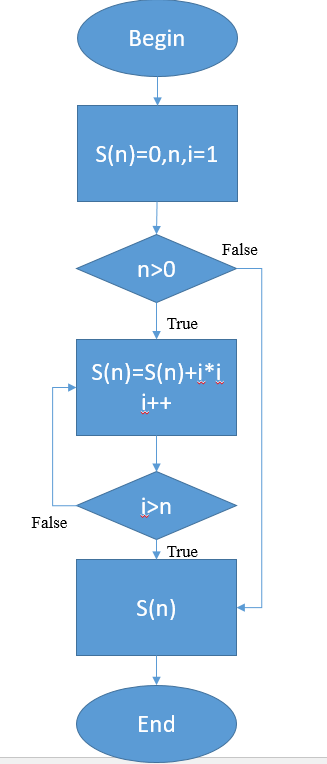 Begin
S(n)=0,n,i=1
n>0
False
True
S(n)=S(n)+i*i
i++
i>n
False
True
S(n)
End